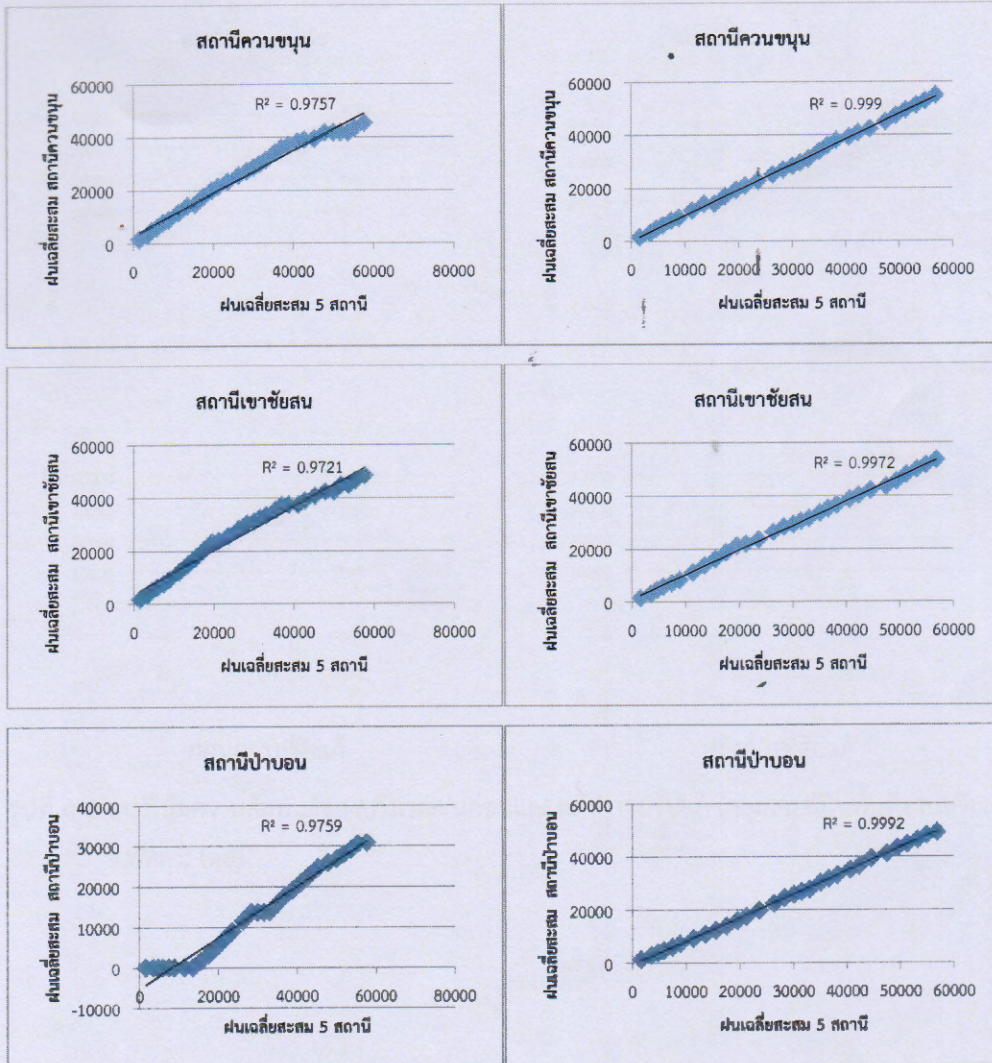 สถานีควนขนุน
ฝนเฉลี่ยสะสม สถานีควนขนุน
60000
40000
20000
0
R² = 0.9757
0 20000 40000 60000 80000
ฝนเฉลี่ยสะสม 5 สถานี
สถานีควนขนุน
ฝนเฉลี่ยสะสม สถานีควนขนุน
60000
40000
20000
0
R² = 0.999
0 10000 20000 30000 40000 50000 60000
ฝนเฉลี่ยสะสม 5 สถานี
สถานีเขาชัยสน
ฝนเฉลี่ยสะสม สถานีเขาชัยสน
60000
40000
20000
0
R² = 0.9721
0 20000 40000 60000 80000
ฝนเฉลี่ยสะสม 5 สถานี
สถานีเขาชัยสน
ฝนเฉลี่ยสะสม สถานีเขาชัยสน
60000
40000
20000
0
R² = 0.9972
0 10000 20000 30000 40000 50000 60000
ฝนเฉลี่ยสะสม 5 สถานี
สถานีป่าบอน
ฝนเฉลี่ยสะสม สถานีป่าบอน
40000
30000
20000
10000
0
-10000
R² = 0.9759
0 20000 40000 60000 80000
ฝนเฉลี่ยสะสม 5 สถานี
สถานีป่าบอน
ฝนเฉลี่ยสะสม สถานีป่าบอน
60000
40000
20000
0
R² = 0.9992
0 10000 20000 30000 40000 50000 60000
ฝนเฉลี่ยสะสม 5 สถานี